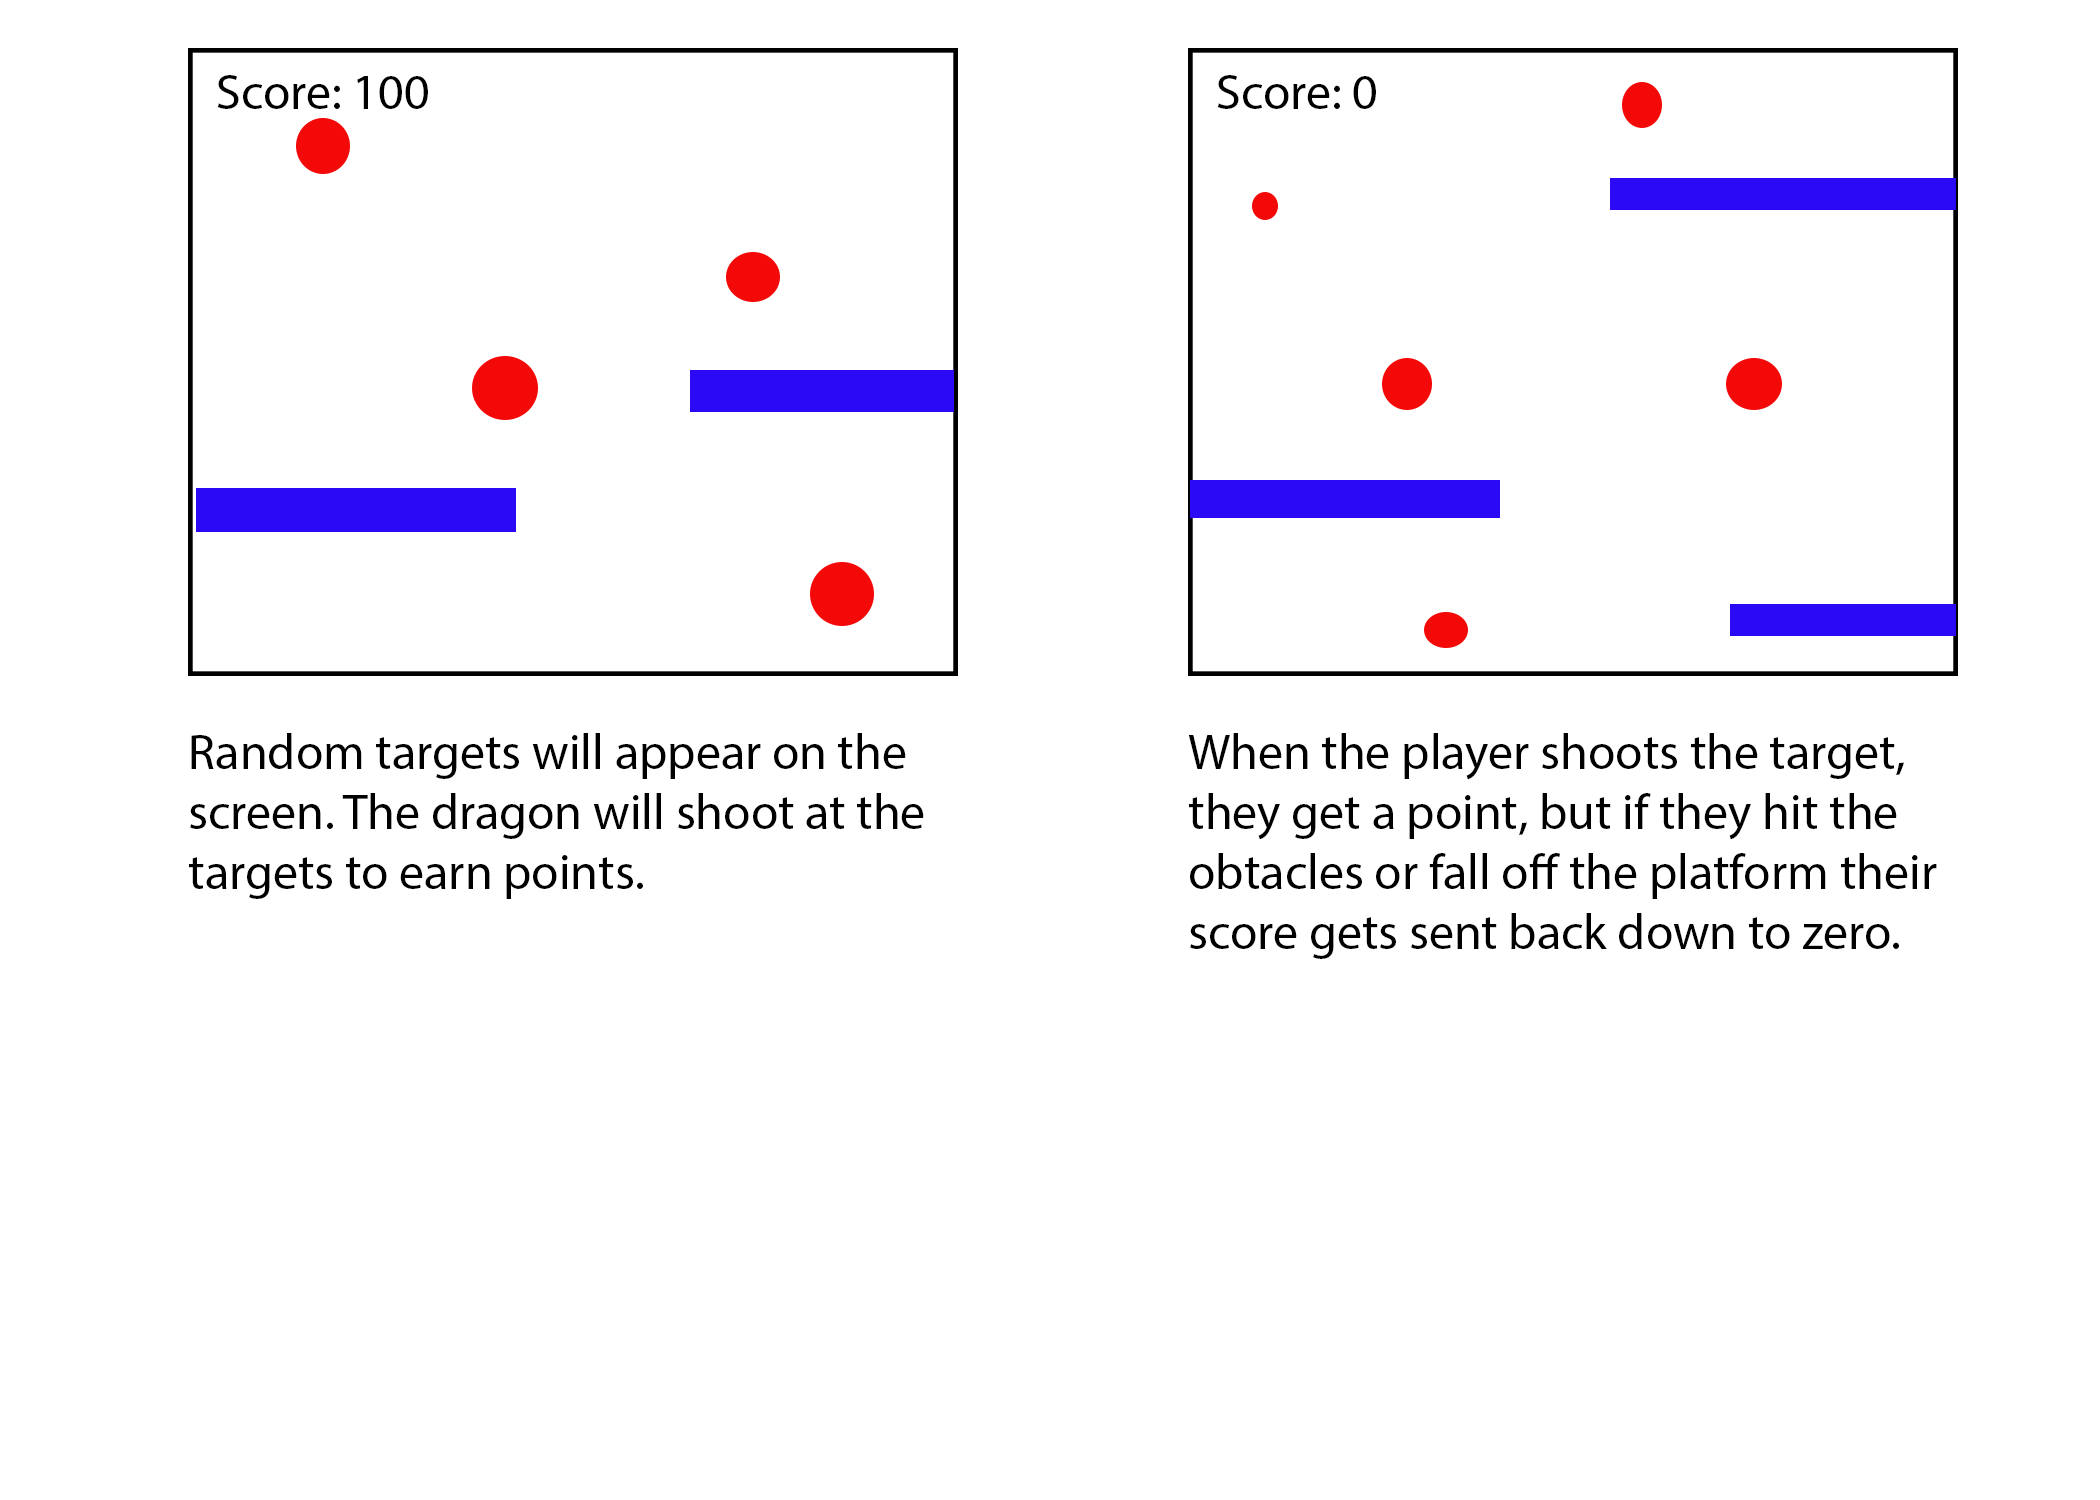 Score: 100
Random targets will appear on the
screen. The dragon will shoot at the
targets to earn points.
Score: 0
When the player shoots the target,
they get a point, but if they hit the
obtacles or fall off the platform their
score gets sent back down to zero.